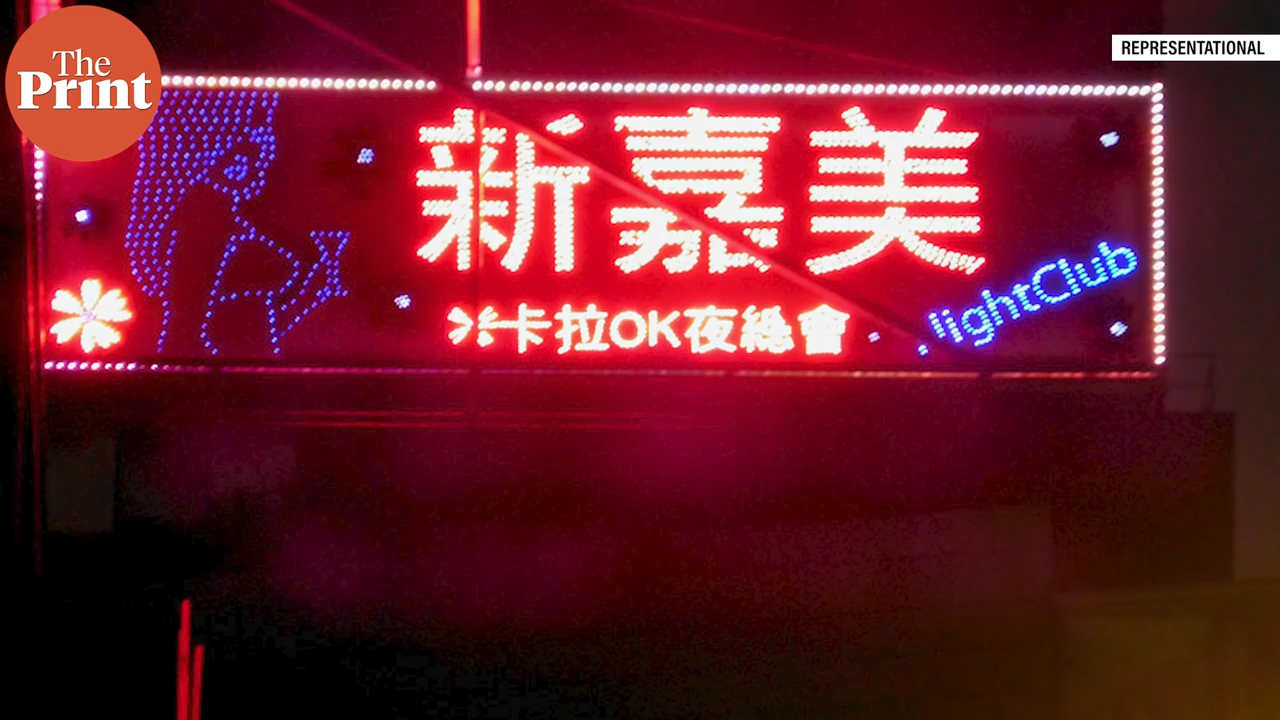 The
Print
REPRESENTATIONAL
新嘉美
卡拉OK夜總會
NightClub